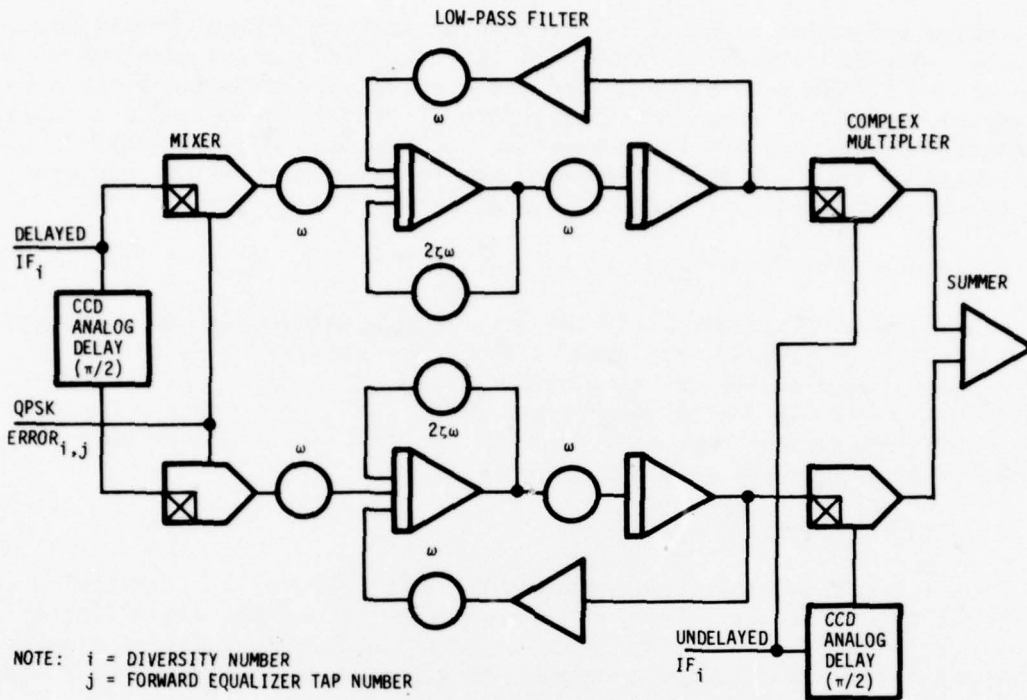 LOW-PASS FILTER
ω
MIXER
COMPLEX
MULTIPLIER
ω
ω
DELAYED
IFi
2ζω
SUMMER
CCD
ANALOG
DELAY
(π/2)
2ζω
QPSK
ERRORi,j
ω
ω
ω
UNDELAYED
IFi
CCD
ANALOG
DELAY
(π/2)
NOTE: i = DIVERSITY NUMBER
j = FORWARD EQUALIZER TAP NUMBER